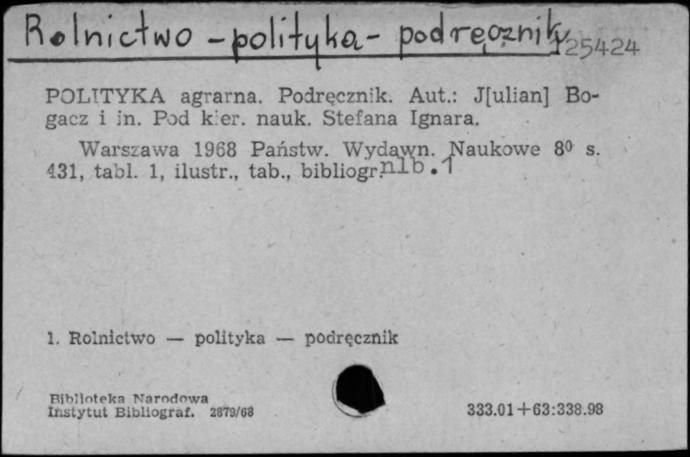 Rolnictwo - polityka - podręczniki
125424
POLITYKA agrarna. Podręcznik. Aut.: J[ulian] Bo-
gacz i in. Pod kier. nauk. Stefana Ignara.
Warszawa 1968 Państw. Wydawn. Naukowe 8⁰ s.
431, tabl. 1, ilustr., tab., bibliogr. nlb. 1
1. Rolnictwo — polityka — podręcznik
Biblioteka Narodowa
Instytut Bibliograf. 2879/68
333.01+63:338.98